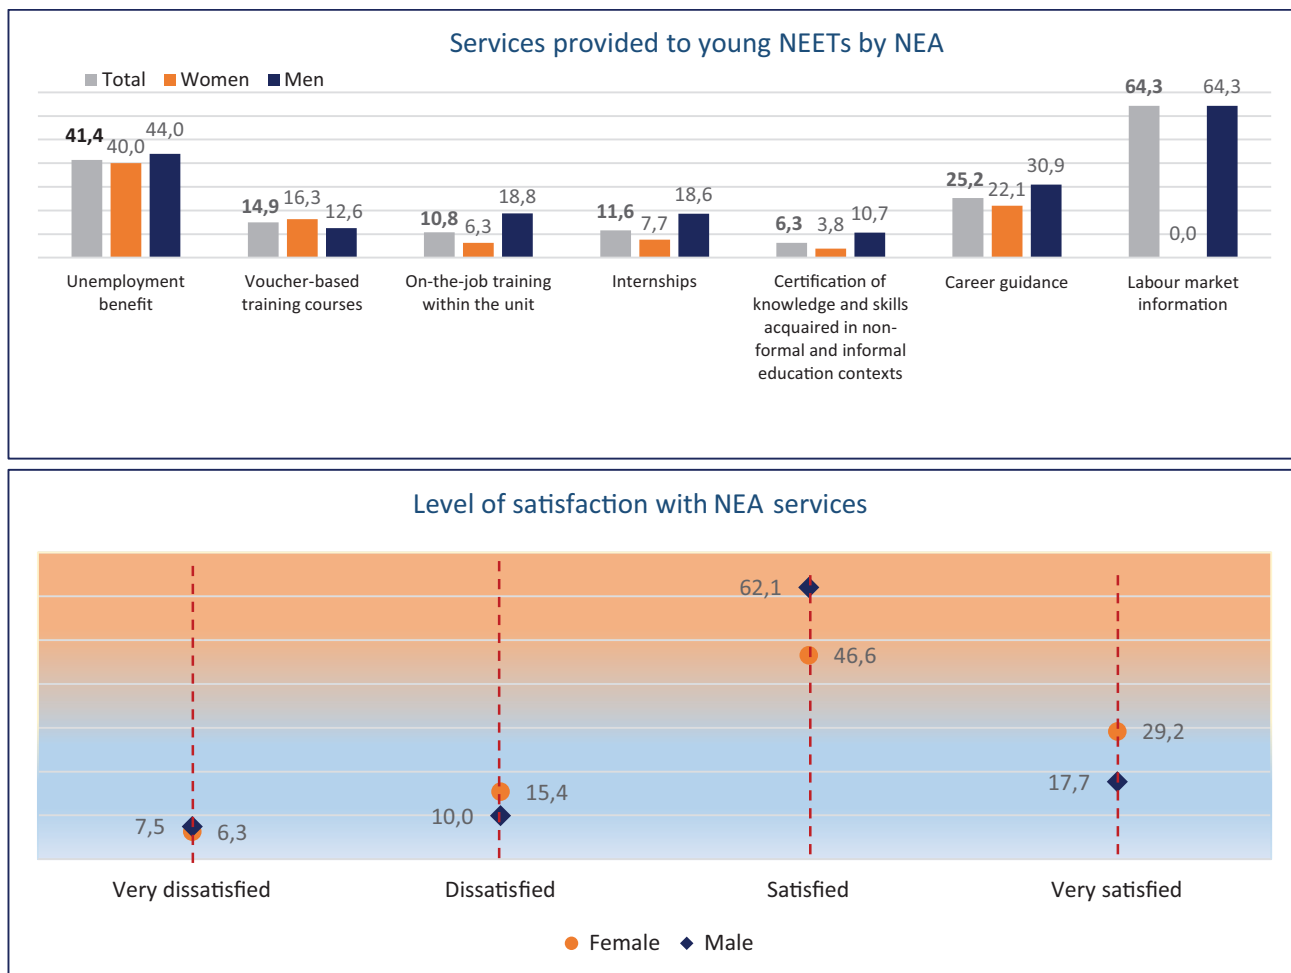 Services provided to young NEETs by NEA
Total Women Men
41,4 40,0 44,0
14,9 16,3 12,6
10,8 6,3 18,8
11,6 7,7 18,6
6,3 3,8 10,7
25,2 22,1 30,9
64,3 0,0 64,3
Unemployment
benefit
Voucher-based
training courses
On-the-job training
within the unit
Internships
Certification of
knowledge and skills
acquaired in non-
formal and informal
education contexts
Career guidance
Labour market
information
Level of satisfaction with NEA services
62,1
46,6
29,2
17,7
15,4
10,0
7,5 6,3
Very dissatisfied Dissatisfied Satisfied Very satisfied
Female Male